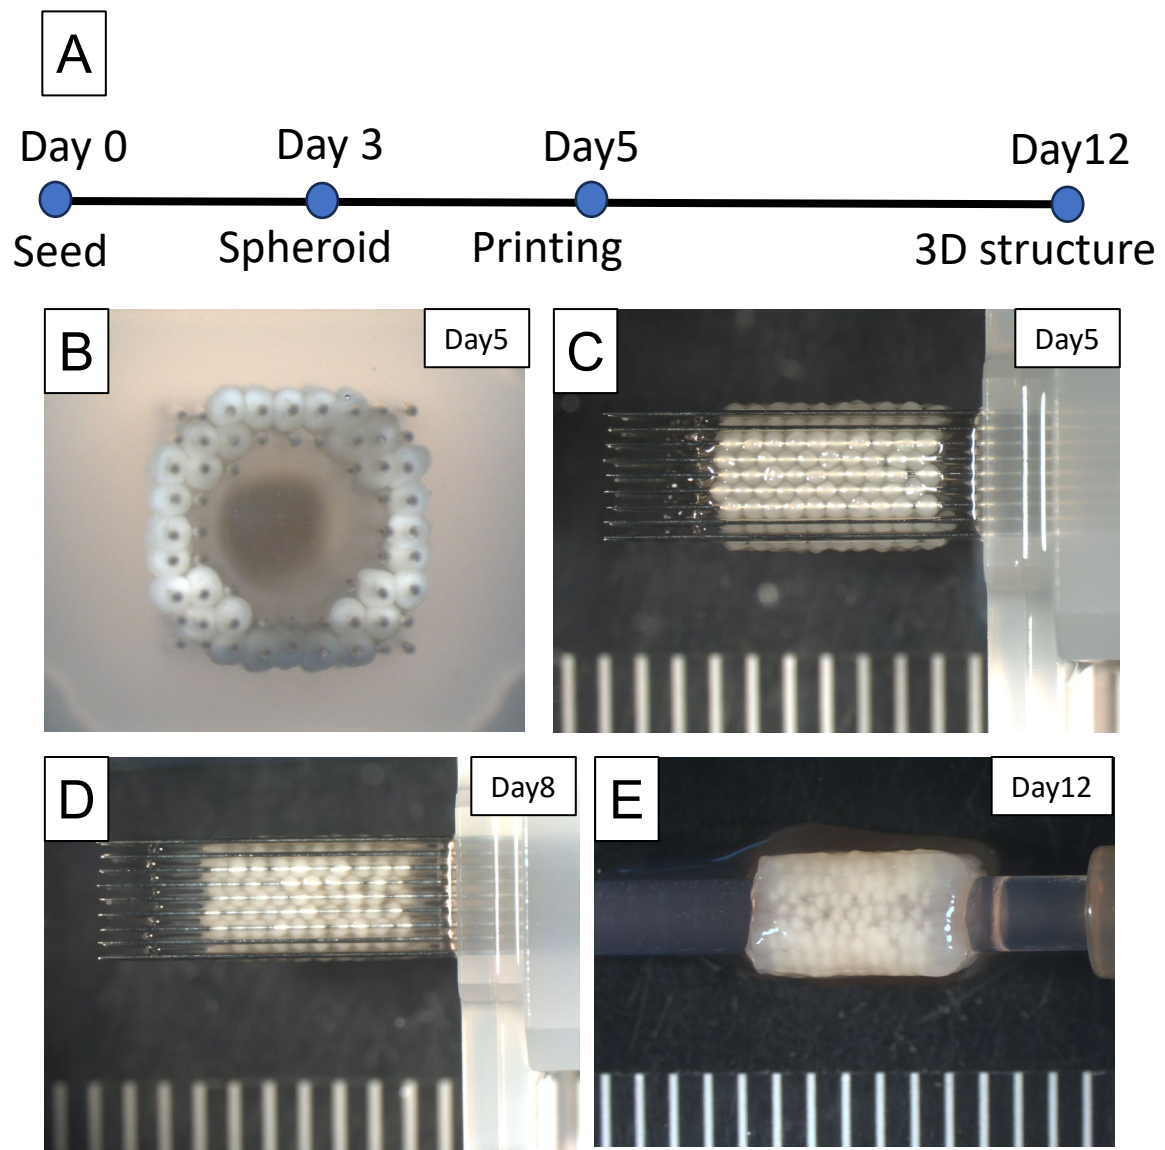 A
Day 0
Day 3
Day5
Day12
Seed
Spheroid
Printing
3D structure
B
Day5
C
Day5
D
Day8
E
Day12